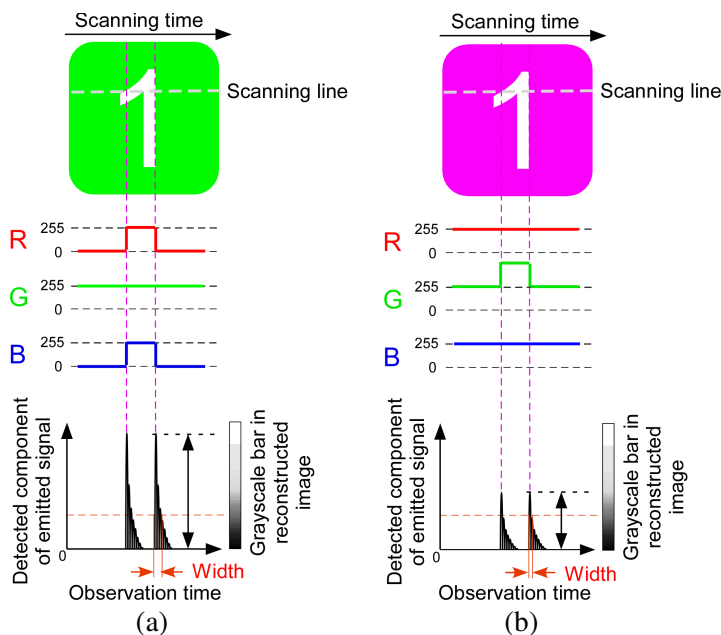 Scanning time
1
Scanning line
R
255
0
G
255
0
B
255
0
Detected component
of emitted signal
0
Grayscale bar in
reconstructed
image
Width
Observation time
(a)
Scanning time
1
Scanning line
R
255
0
G
255
0
B
255
0
Detected component
of emitted signal
0
Grayscale bar in
reconstructed
image
Width
Observation time
(b)